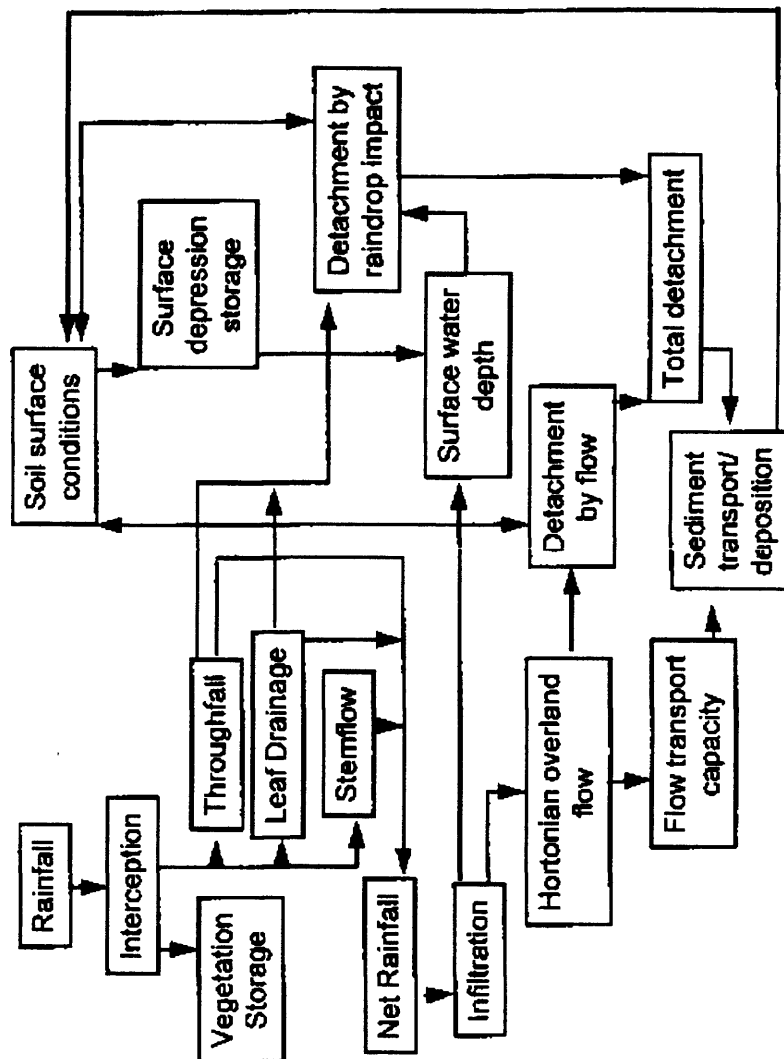 Rainfall
Interception
Vegetation
Storage
Throughfall
Leaf Drainage
Stemflow
Net Rainfall
Infiltration
Hortonian overland
flow
Flow transport
capacity
Soil surface
conditions
Surface
depression
storage
Detachment by
raindrop impact
Surface water
depth
Detachment
by flow
Total detachment
Sediment
transport/
deposition